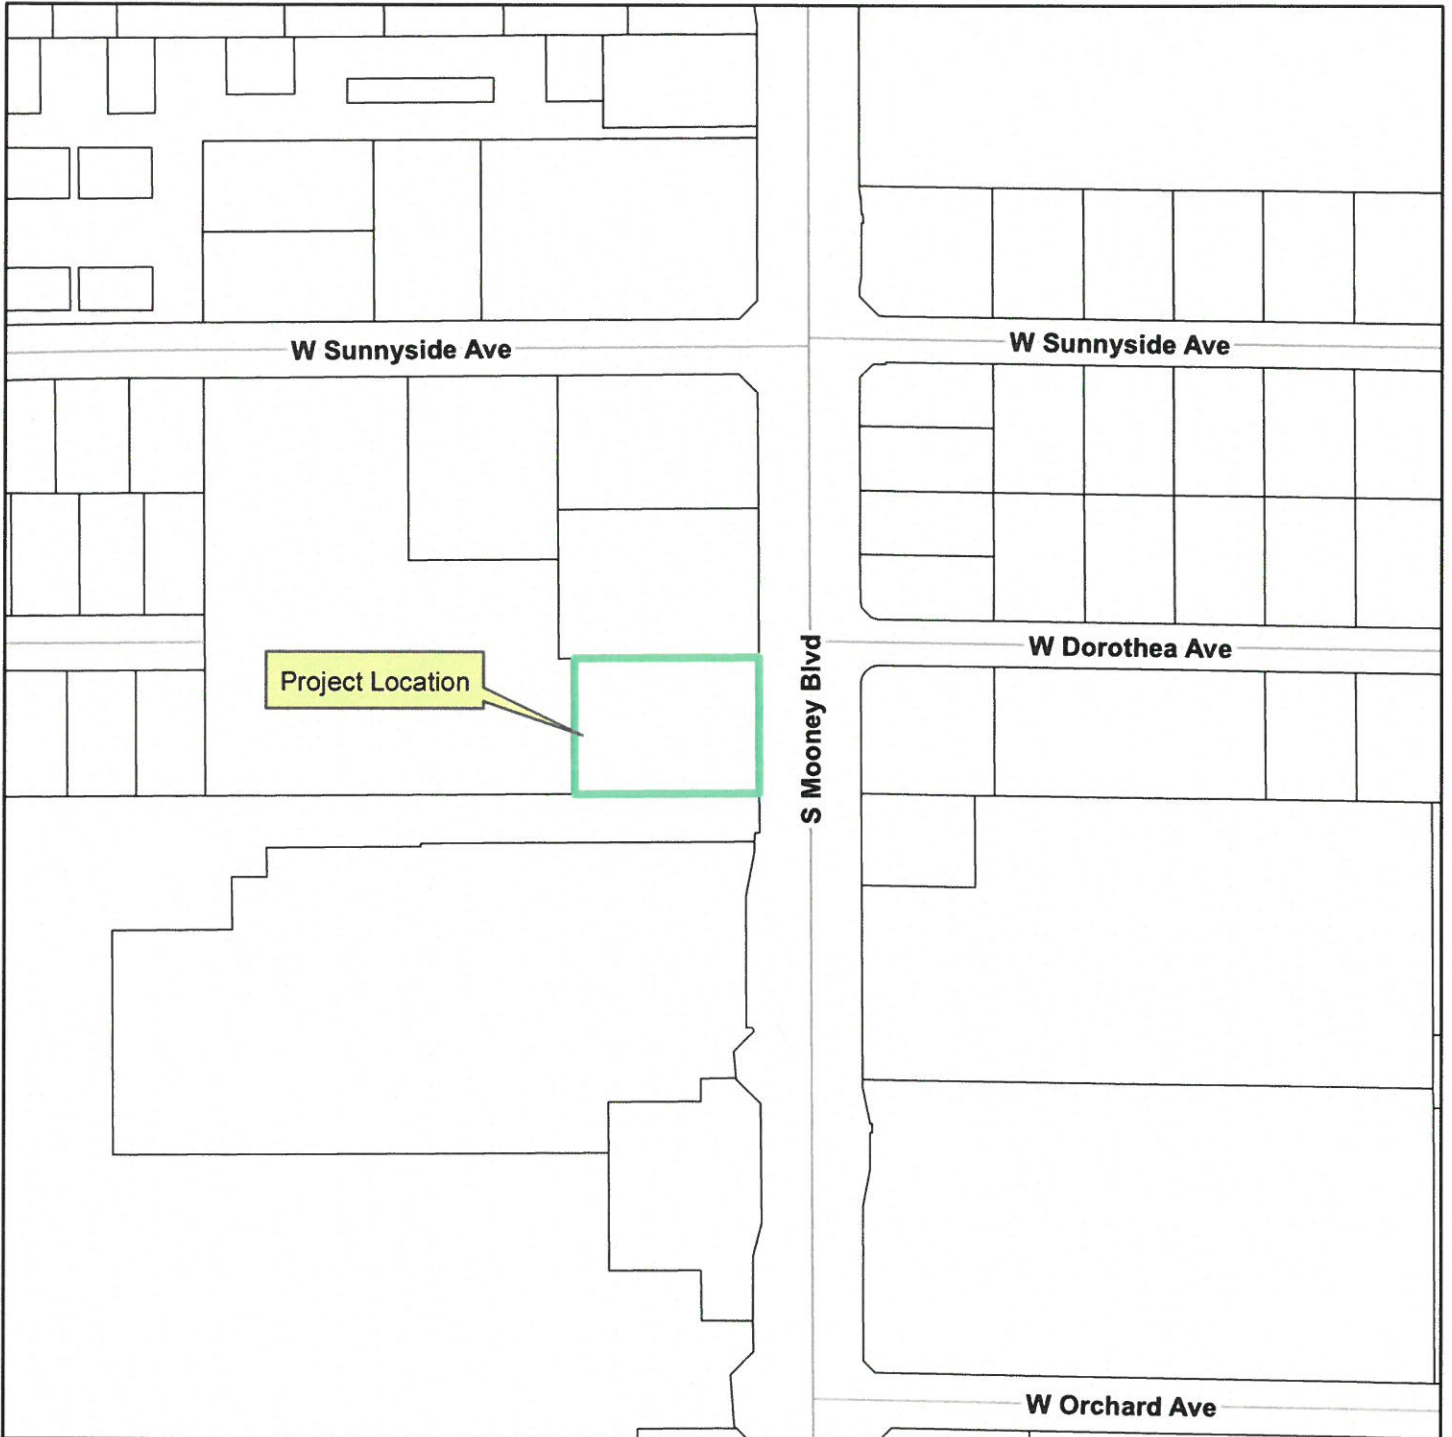 W Sunnyside Ave
W Sunnyside Ave
W Dorothea Ave
Project Location
S Mooney Blvd
W Orchard Ave